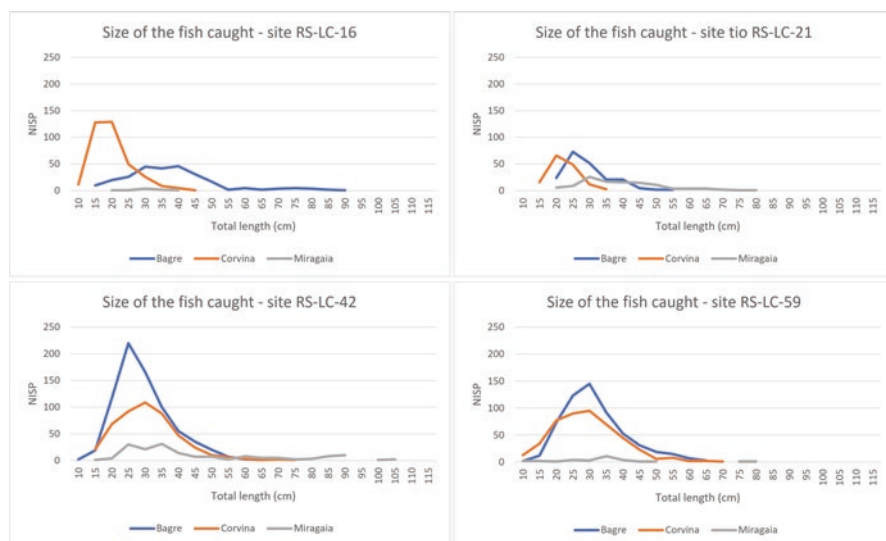 Size of the fish caught - site RS-LC-16
250
200
150
100
50
0
NISP
10 15 20 25 30 35 40 45 50 55 60 65 70 75 80 85 90 95 100 105 110 115
Total length (cm)
Bagre Corvina Miragaia
Size of the fish caught - site tio RS-LC-21
250
200
150
100
50
0
NISP
10 15 20 25 30 35 40 45 50 55 60 65 70 75 80 85 90 95 100 105 110 115
Total length (cm)
Bagre Corvina Miragaia
Size of the fish caught - site RS-LC-42
250
200
150
100
50
0
NISP
10 15 20 25 30 35 40 45 50 55 60 65 70 75 80 85 90 95 100 105 110 115
Total length (cm)
Bagre Corvina Miragaia
Size of the fish caught - site RS-LC-59
250
200
150
100
50
0
NISP
10 15 20 25 30 35 40 45 50 55 60 65 70 75 80 85 90 95 100 105 110 115
Total length (cm)
Bagre Corvina Miragaia